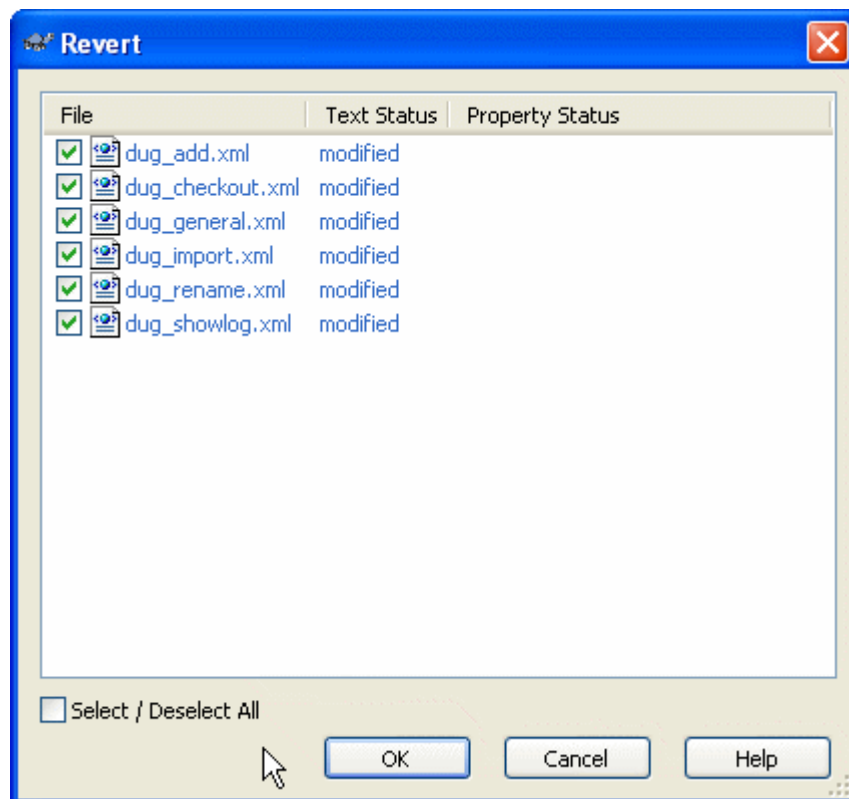 Revert
File Text Status Property Status
dug_add.xml modified
dug_checkout.xml modified
dug_general.xml modified
dug_import.xml modified
dug_rename.xml modified
dug_showlog.xml modified
Select / Deselect All
OK Cancel Help